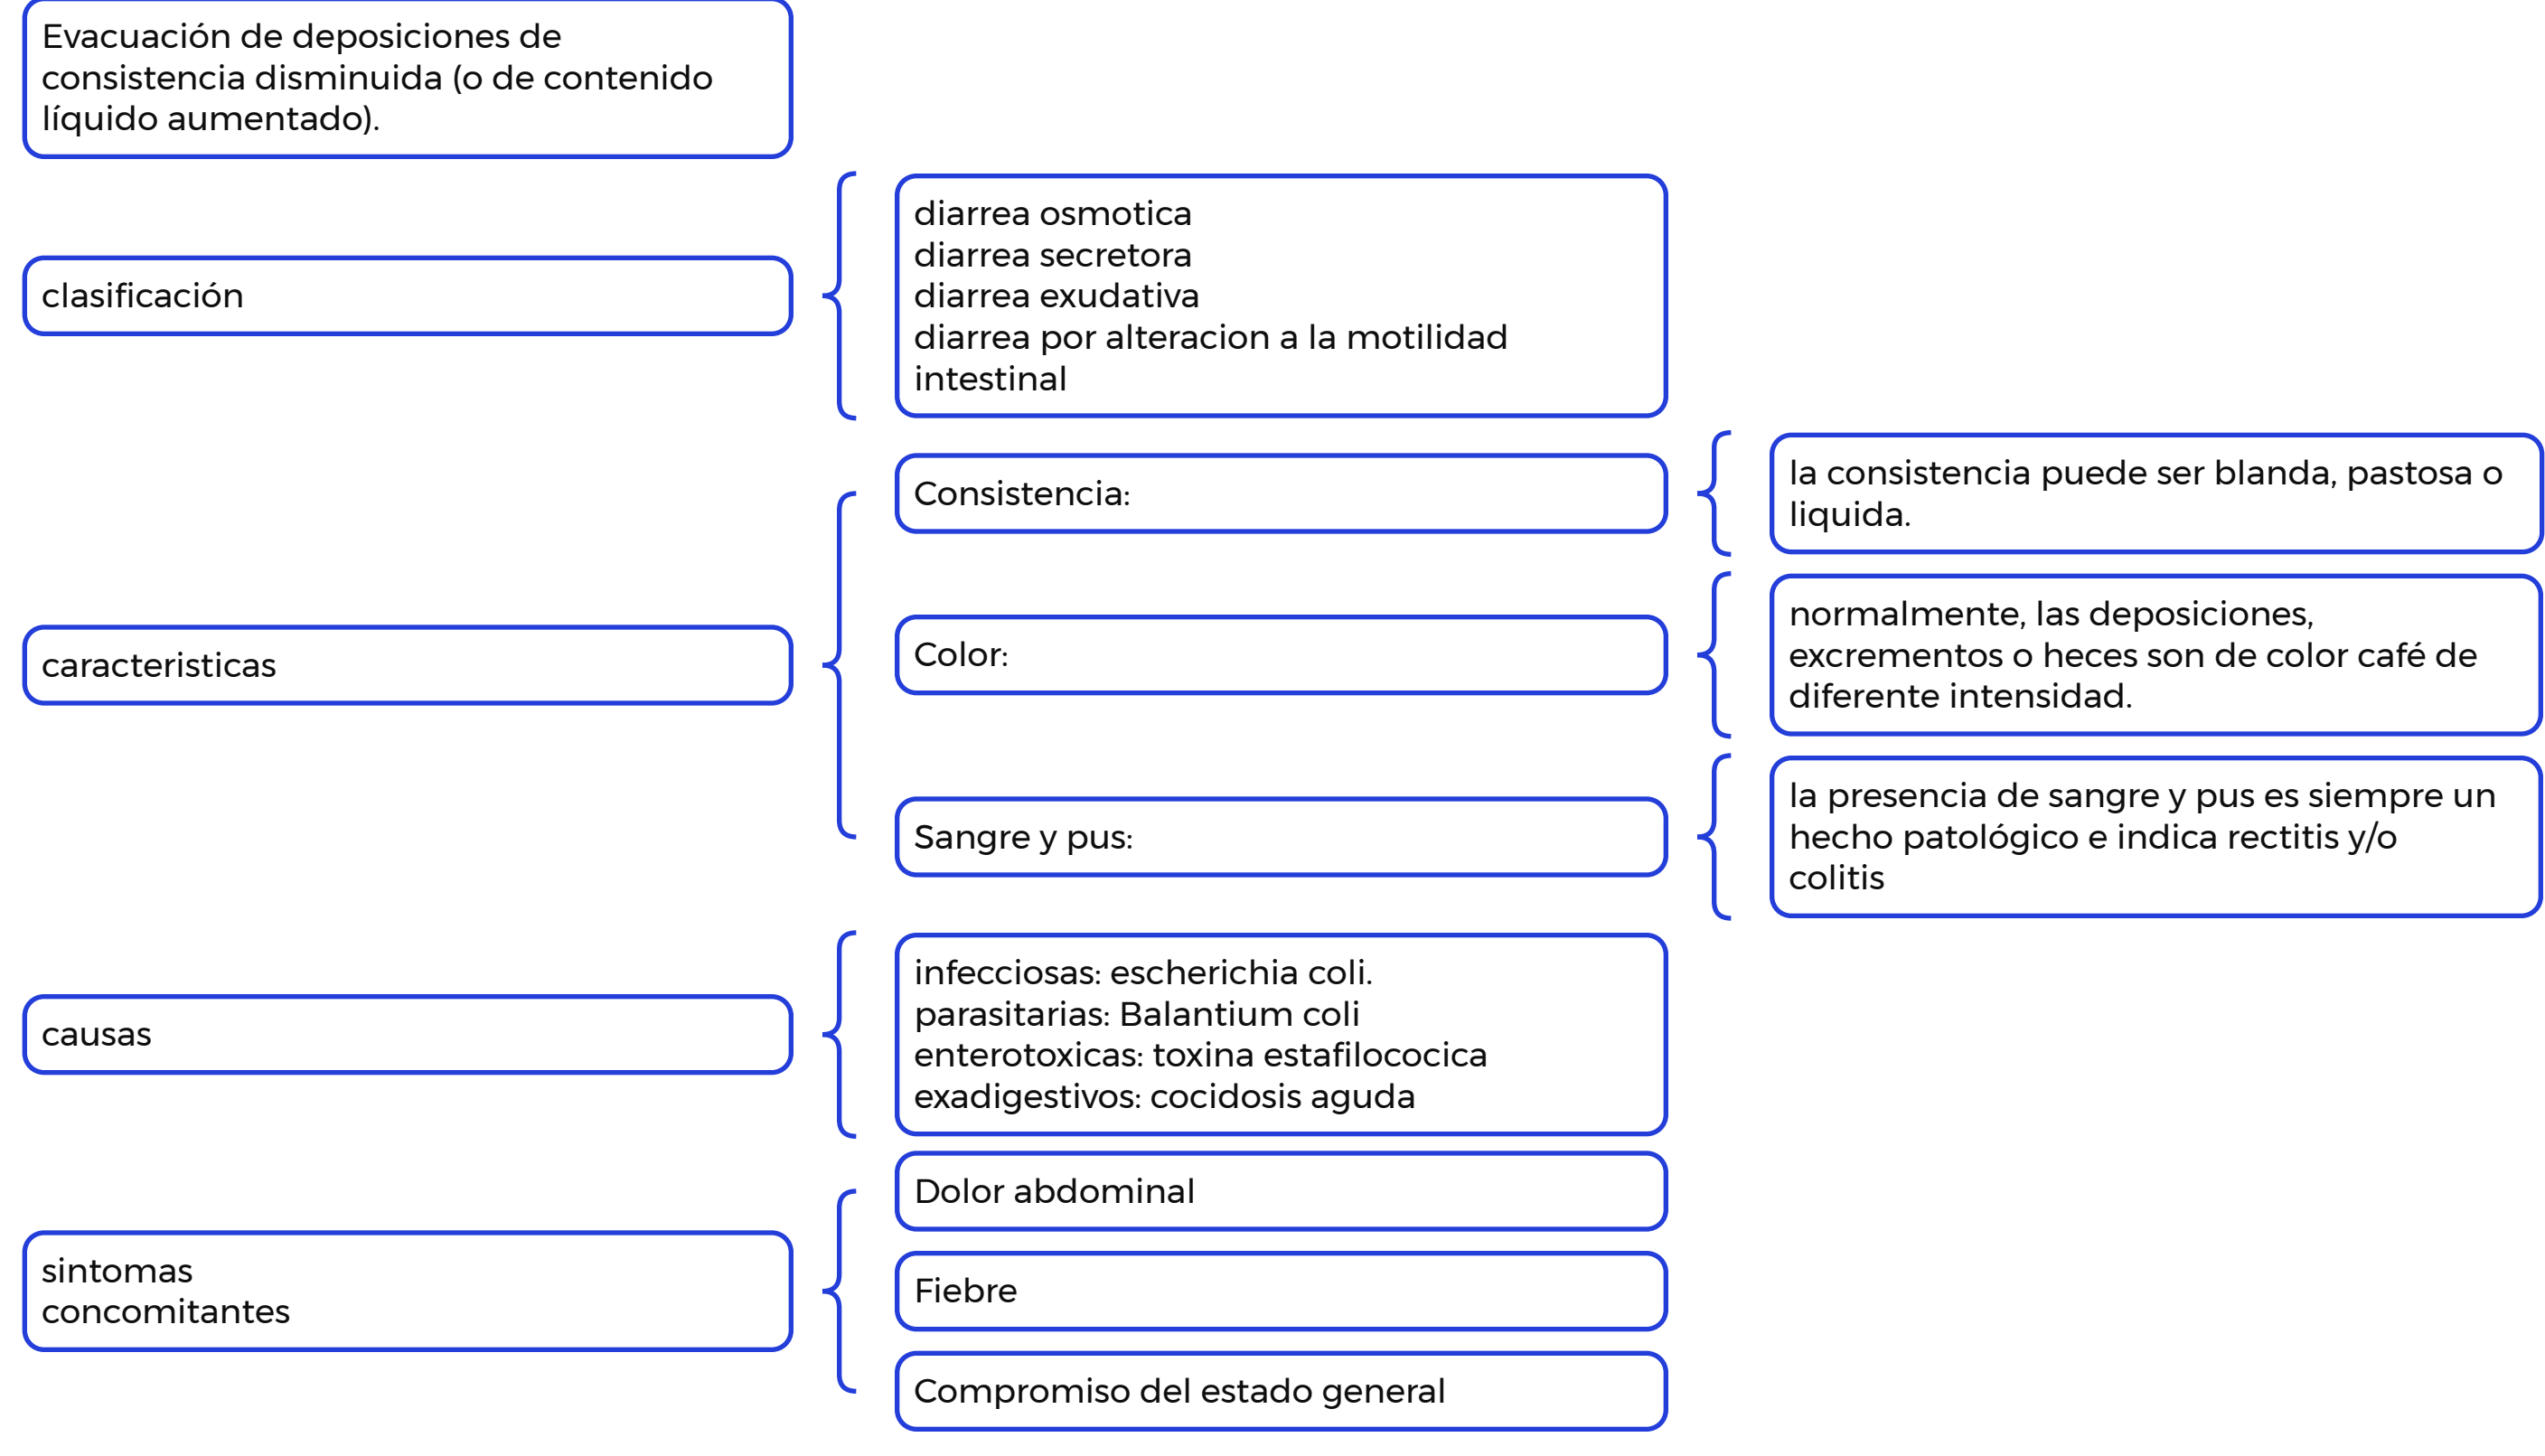 Evacuación de deposiciones de
consistencia disminuida (o de contenido
líquido aumentado).
clasificación
diarrea osmotica
diarrea secretora
diarrea exudativa
diarrea por alteracion a la motilidad
intestinal
caracteristicas
Consistencia:
la consistencia puede ser blanda, pastosa o
liquida.
Color:
normalmente, las deposiciones,
excrementos o heces son de color café de
diferente intensidad.
Sangre y pus:
la presencia de sangre y pus es siempre un
hecho patológico e indica rectitis y/o
colitis
causas
infecciosas: escherichia coli.
parasitarias: Balantium coli
enterotoxicas: toxina estafilococica
exadigestivos: cocidosis aguda
sintomas
concomitantes
Dolor abdominal
Fiebre
Compromiso del estado general